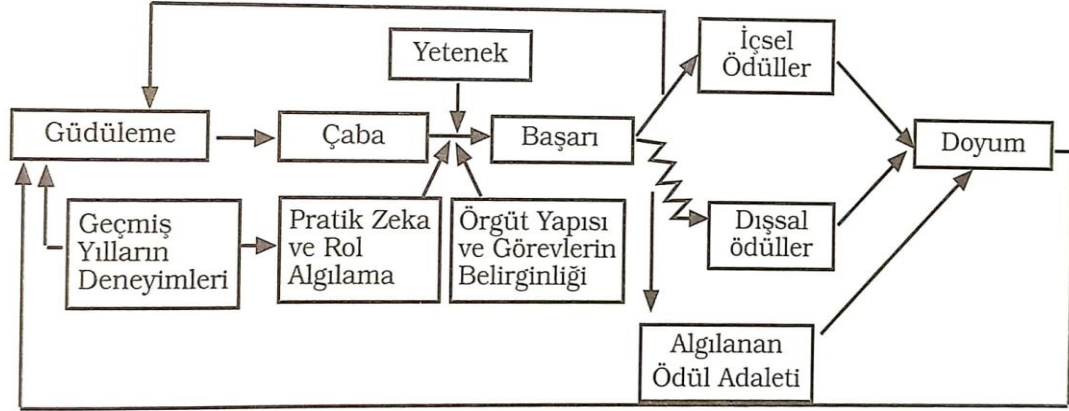 Yetenek
İçsel
Ödüller
Güdüleme
Çaba
Başarı
Doyum
Geçmiş
Yılların
Deneyimleri
Pratik Zeka
ve Rol
Algılama
Örgüt Yapısı
ve Görevlerin
Belirginliği
Dışsal
ödüller
Algılanan
Ödül Adaleti